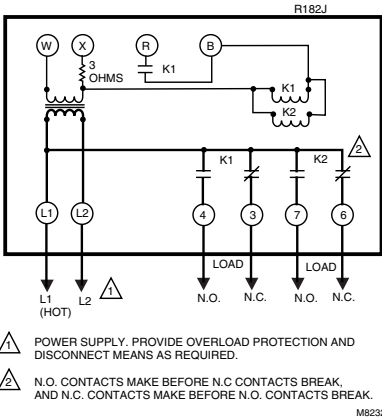 R182J
W X R B
3
OHMS
K1
K1
K2
K1 K2
2
L1 L2 4 3 7 6
LOAD LOAD
L1
(HOT)
L2
1
N.O. N.C. N.O. N.C.
1 POWER SUPPLY. PROVIDE OVERLOAD PROTECTION AND
DISCONNECT MEANS AS REQUIRED.
2 N.O. CONTACTS MAKE BEFORE N.C CONTACTS BREAK,
AND N.C. CONTACTS MAKE BEFORE N.O. CONTACTS BREAK.
M8232